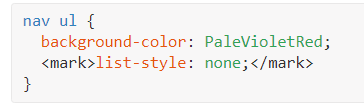 nav ul {
  background-color: PaleVioletRed;
  <mark>list-style: none;</mark>
}